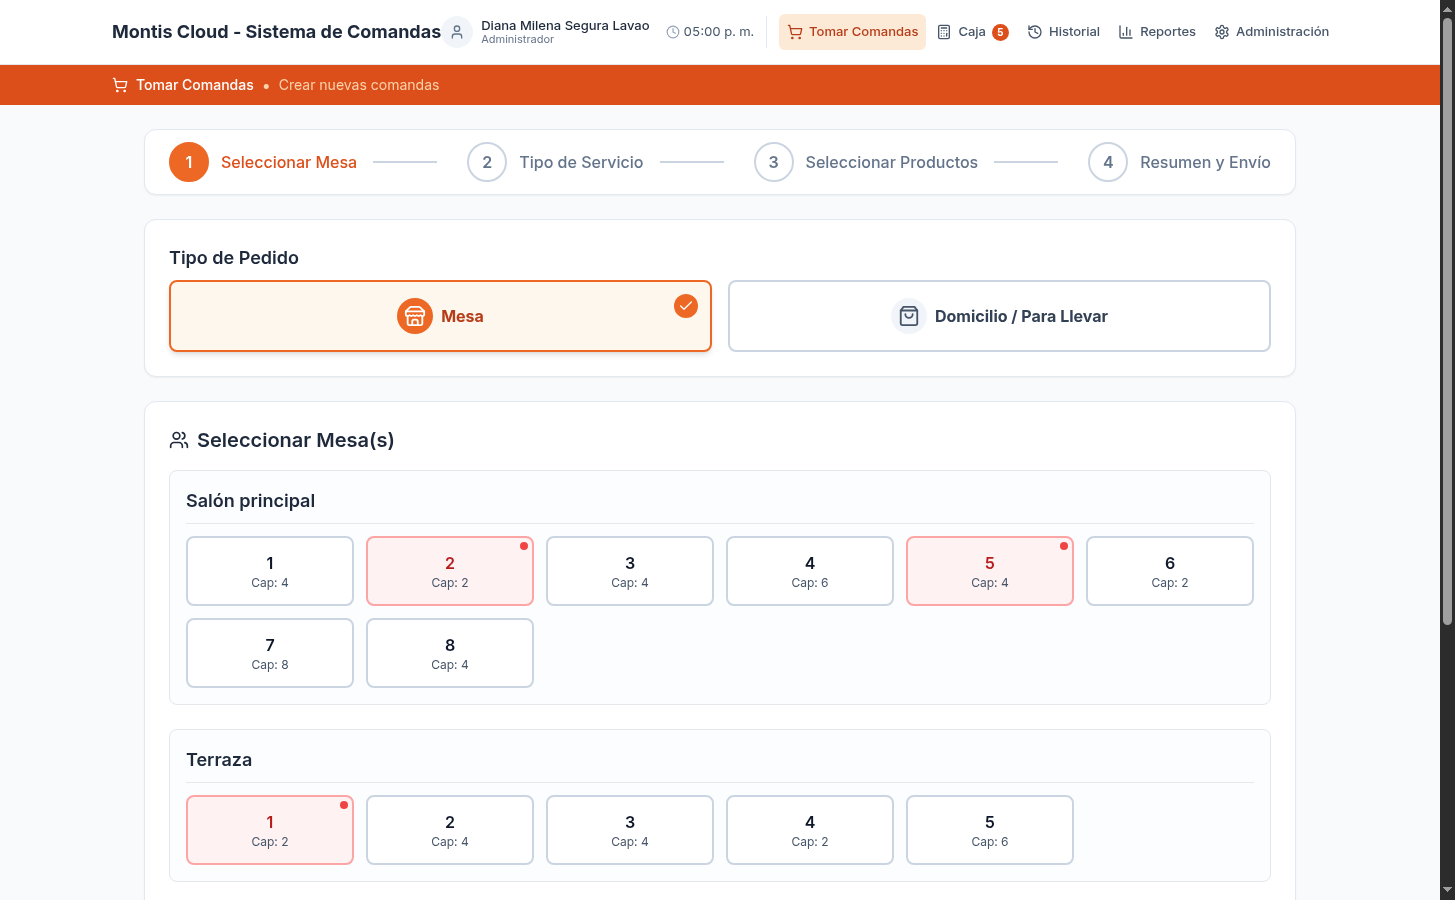 Montis Cloud - Sistema de Comandas
Diana Milena Segura Lavao
Administrador
05:00 p. m.
Tomar Comandas
Caja 5
Historial
Reportes
Administración
Tomar Comandas • Crear nuevas comandas
1 Seleccionar Mesa
2 Tipo de Servicio
3 Seleccionar Productos
4 Resumen y Envío
Tipo de Pedido
Mesa
Domicilio / Para Llevar
Seleccionar Mesa(s)
Salón principal
1
Cap: 4
2
Cap: 2
3
Cap: 4
4
Cap: 6
5
Cap: 4
6
Cap: 2
7
Cap: 8
8
Cap: 4
Terraza
1
Cap: 2
2
Cap: 4
3
Cap: 4
4
Cap: 2
5
Cap: 6